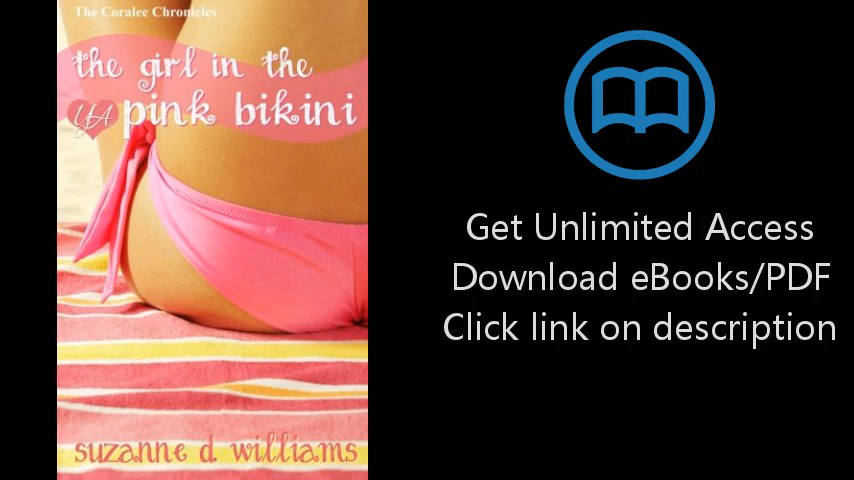 The Coralee Chronicles
the girl in the
YA pink bikini
suzanne d. williams
Get Unlimited Access
Download eBooks/PDF
Click link on description